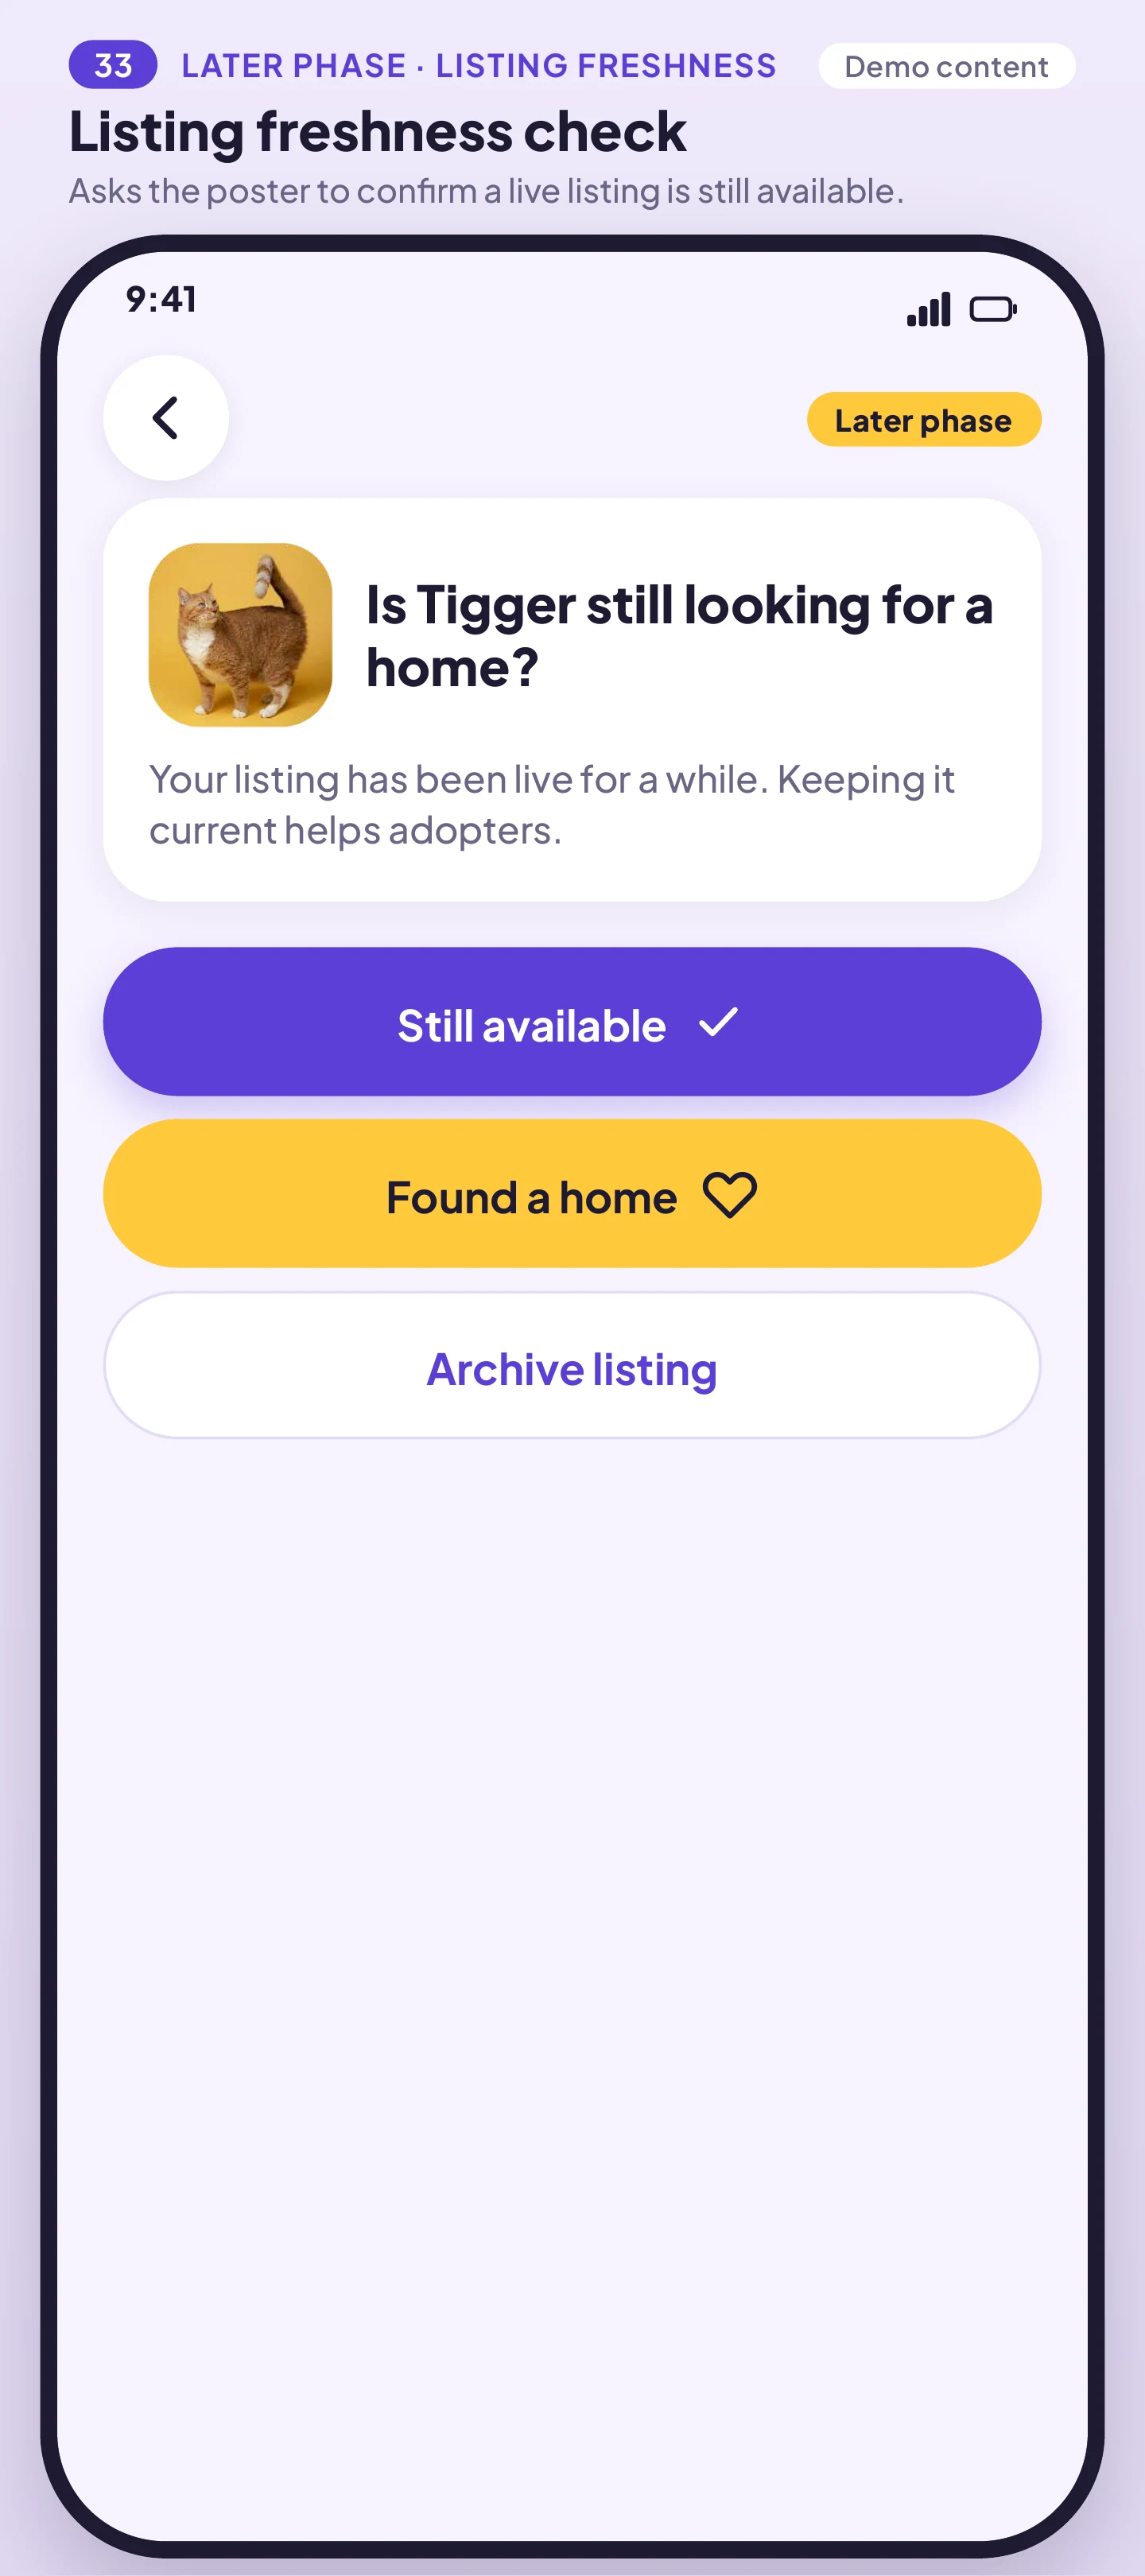 33 LATER PHASE · LISTING FRESHNESS Demo content
Listing freshness check
Asks the poster to confirm a live listing is still available.
9:41
Later phase
Is Tigger still looking for a
home?
Your listing has been live for a while. Keeping it
current helps adopters.
Still available
Found a home
Archive listing